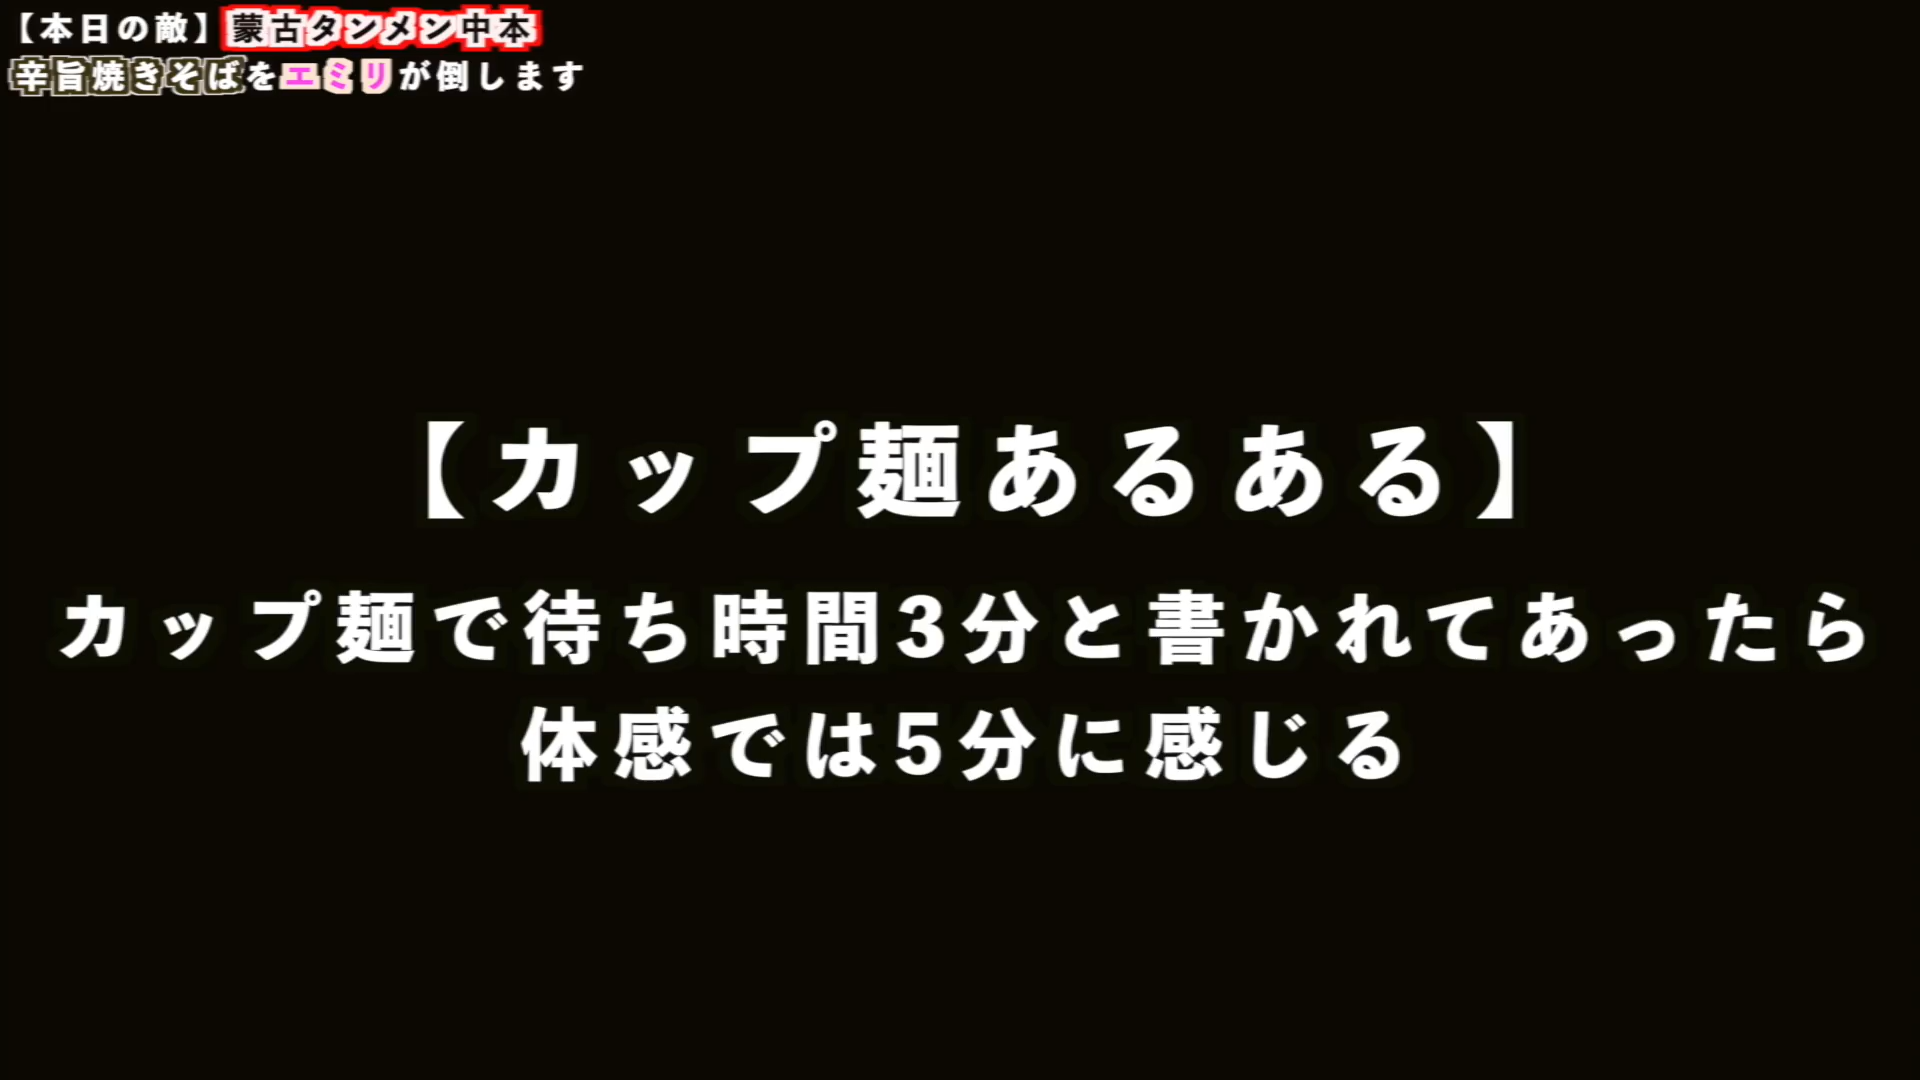 【本日の敵】蒙古タンメン中本
辛旨焼きそばをエミリが倒します
【カップ麺あるある】
カップ麺で待ち時間3分と書かれてあったら
体感では5分に感じる